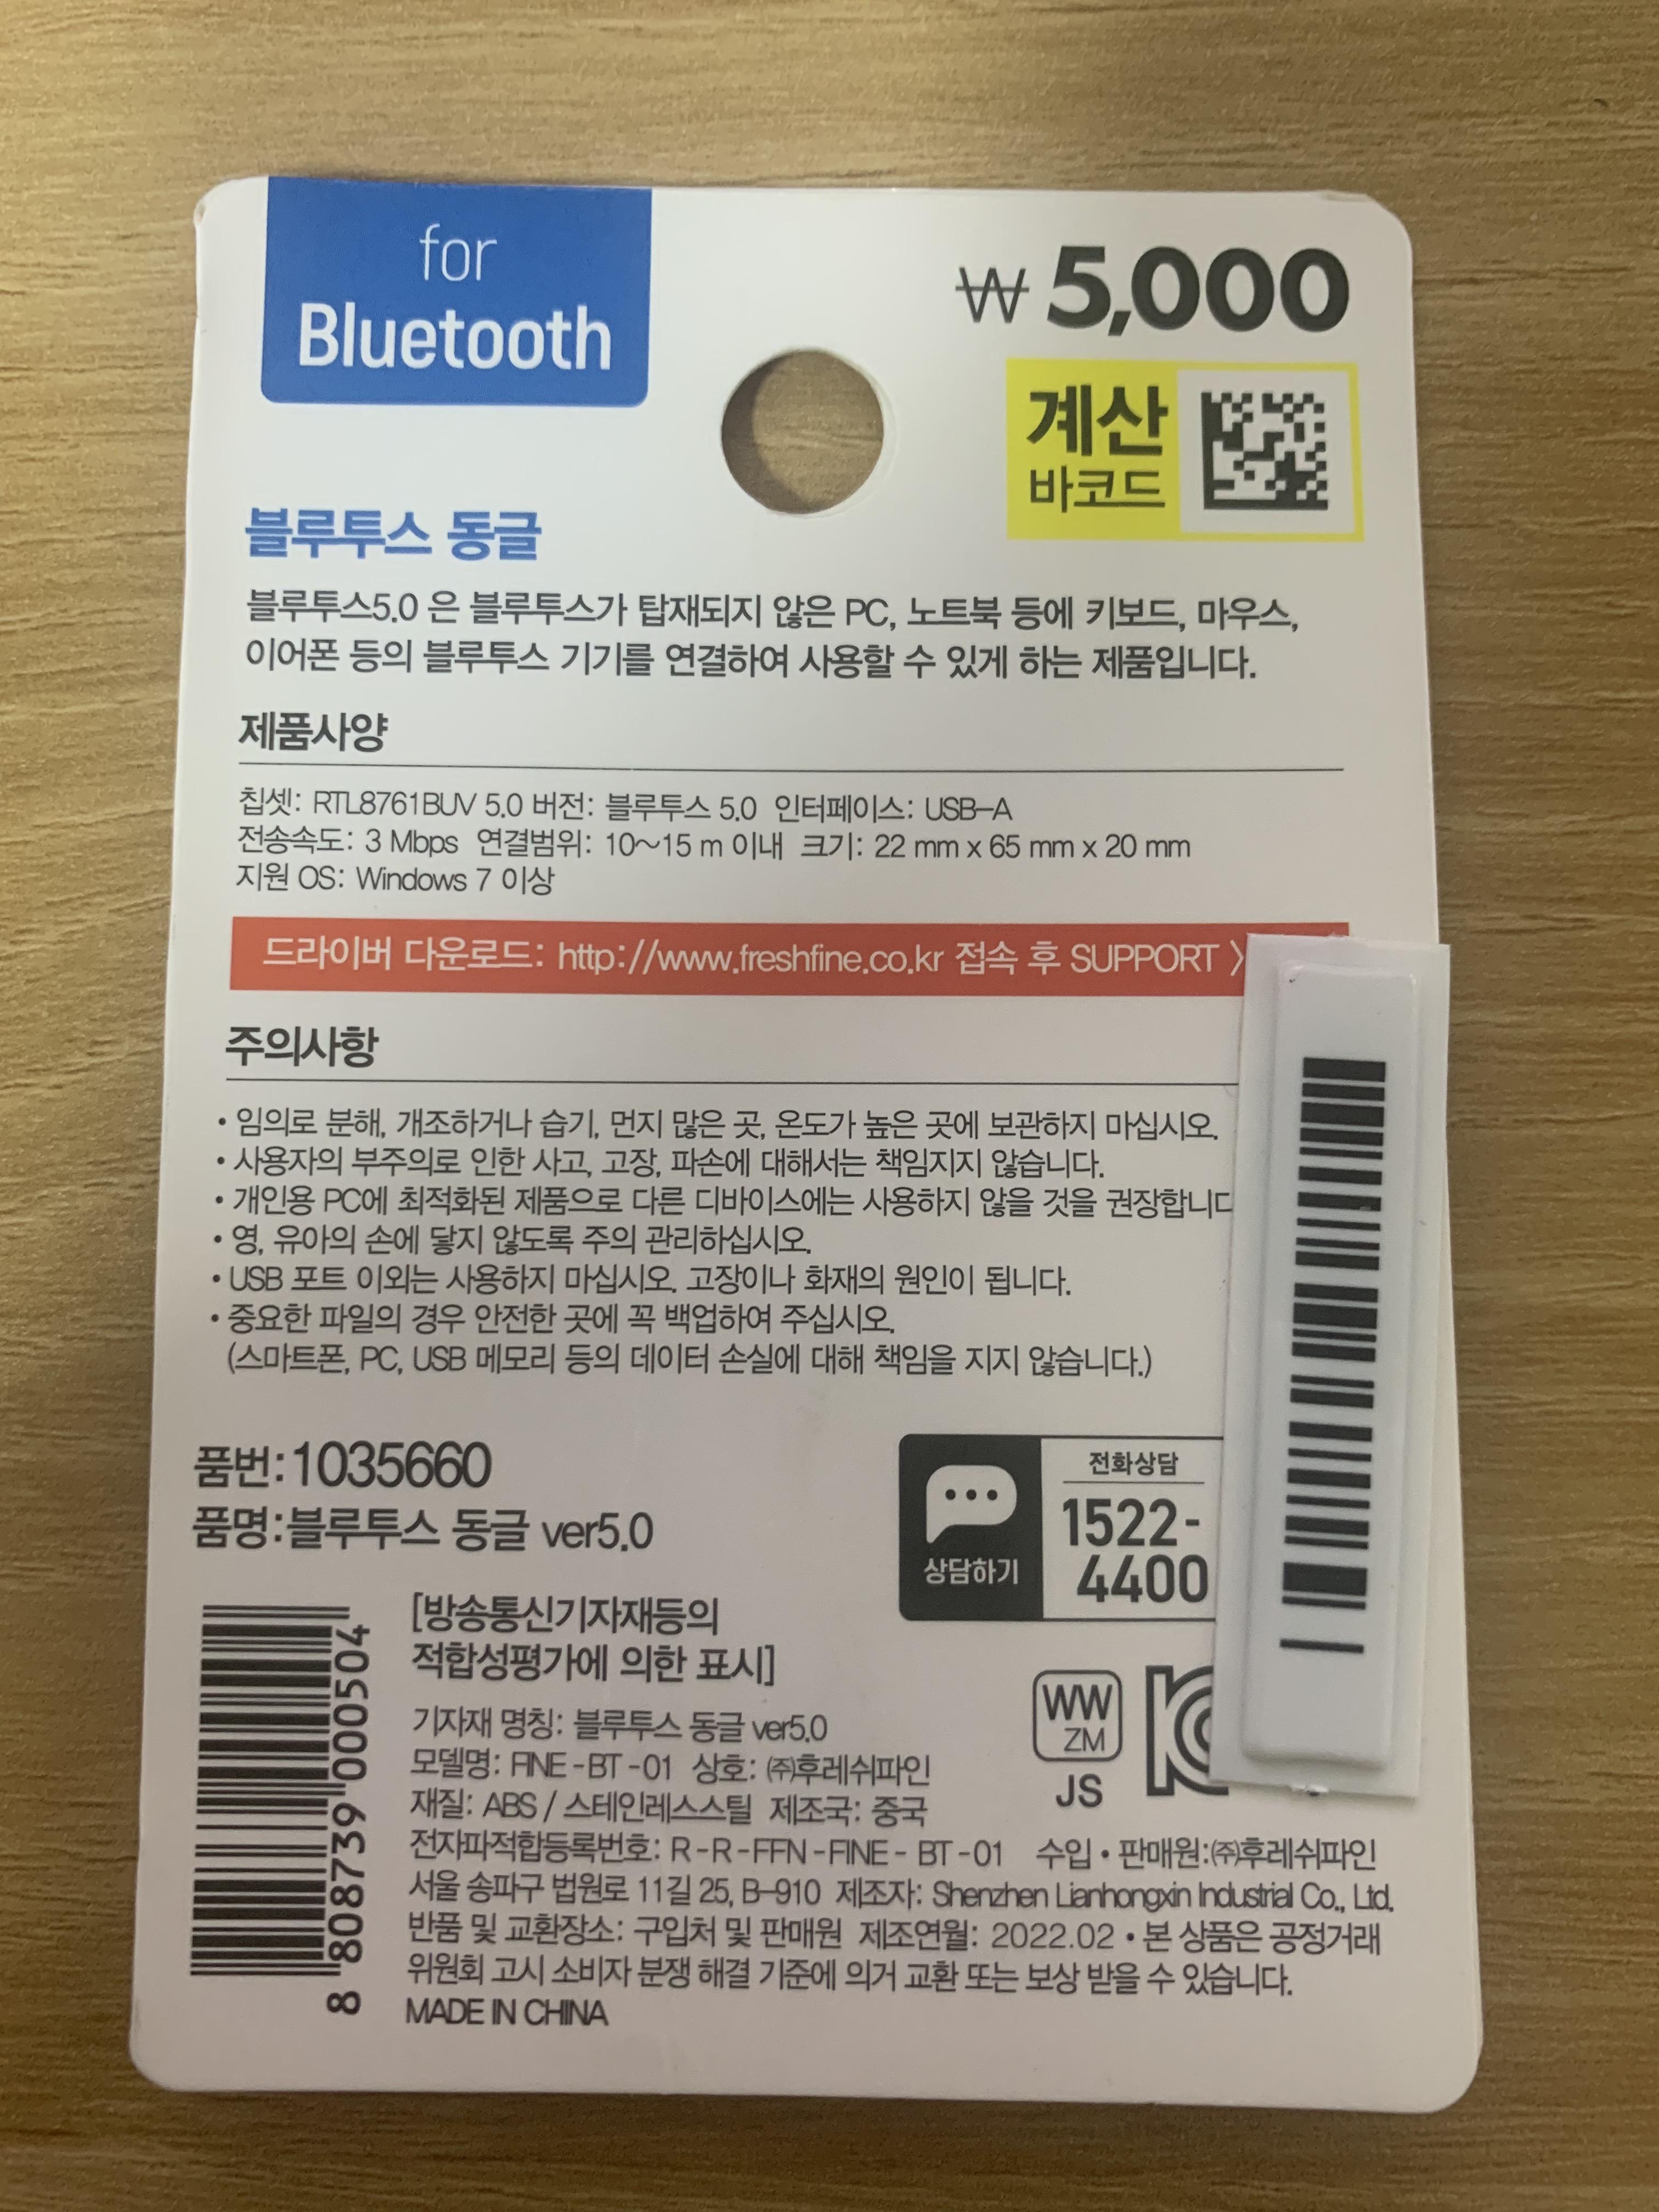 for
Bluetooth
₩5,000
계산
바코드
블루투스 동글
블루투스5.0 은 블루투스가 탑재되지 않은 PC, 노트북 등에 키보드, 마우스,
이어폰 등의 블루투스 기기를 연결하여 사용할 수 있게 하는 제품입니다.
제품사양
칩셋: RTL8761BUV 5.0 버전: 블루투스 5.0 인터페이스: USB-A
전송속도: 3 Mbps 연결범위: 10~15 m 이내 크기: 22 mm x 65 mm x 20 mm
지원 OS: Windows 7 이상
드라이버 다운로드: http://www.freshfine.co.kr 접속 후 SUPPORT >
주의사항
• 임의로 분해, 개조하거나 습기, 먼지 많은 곳, 온도가 높은 곳에 보관하지 마십시오.
• 사용자의 부주의로 인한 사고, 고장, 파손에 대해서는 책임지지 않습니다.
• 개인용 PC에 최적화된 제품으로 다른 디바이스에는 사용하지 않을 것을 권장합니다
• 영, 유아의 손에 닿지 않도록 주의 관리하십시오.
• USB 포트 이외는 사용하지 마십시오. 고장이나 화재의 원인이 됩니다.
• 중요한 파일의 경우 안전한 곳에 꼭 백업하여 주십시오.
(스마트폰, PC, USB 메모리 등의 데이터 손실에 대해 책임을 지지 않습니다.)
품번:1035660
품명:블루투스 동글 ver5.0
상담하기
전화상담
1522-
4400
8 808739 000504
[방송통신기자재등의
적합성평가에 의한 표시]
WW
ZM
JS
기자재 명칭: 블루투스 동글 ver5.0
모델명: FINE-BT-01 상호: ㈜후레쉬파인
재질: ABS / 스테인레스스틸 제조국: 중국
전자파적합등록번호: R-R-FFN-FINE-BT-01 수입•판매원:㈜후레쉬파인
서울 송파구 법원로 11길 25, B-910 제조자: Shenzhen Lianhongxin Industrial Co., Ltd.
반품 및 교환장소: 구입처 및 판매원 제조연월: 2022.02 • 본 상품은 공정거래
위원회 고시 소비자 분쟁 해결 기준에 의거 교환 또는 보상 받을 수 있습니다.
MADE IN CHINA